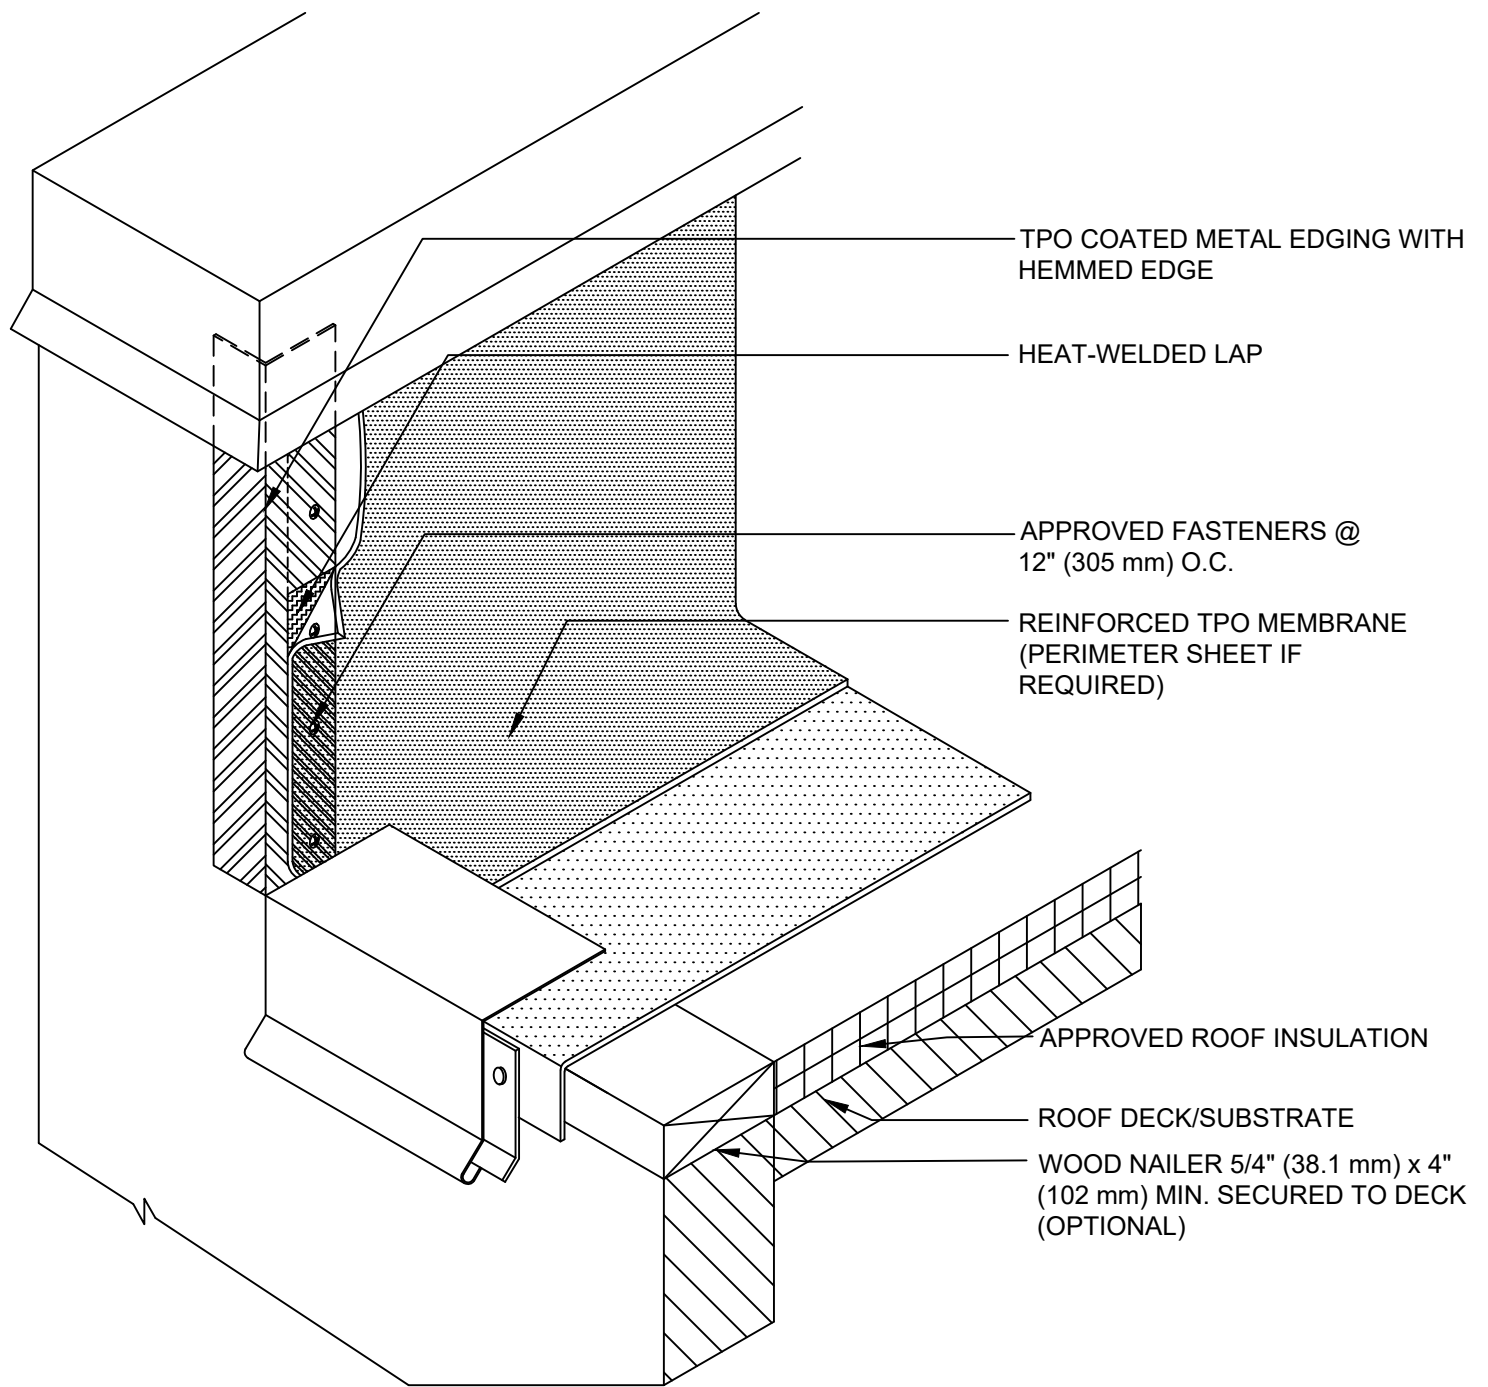 TPO COATED METAL EDGING WITH
HEMMED EDGE
HEAT-WELDED LAP
APPROVED FASTENERS @
12" (305 mm) O.C.
REINFORCED TPO MEMBRANE
(PERIMETER SHEET IF
REQUIRED)
APPROVED ROOF INSULATION
ROOF DECK/SUBSTRATE
WOOD NAILER 5/4" (38.1 mm) x 4"
(102 mm) MIN. SECURED TO DECK
(OPTIONAL)